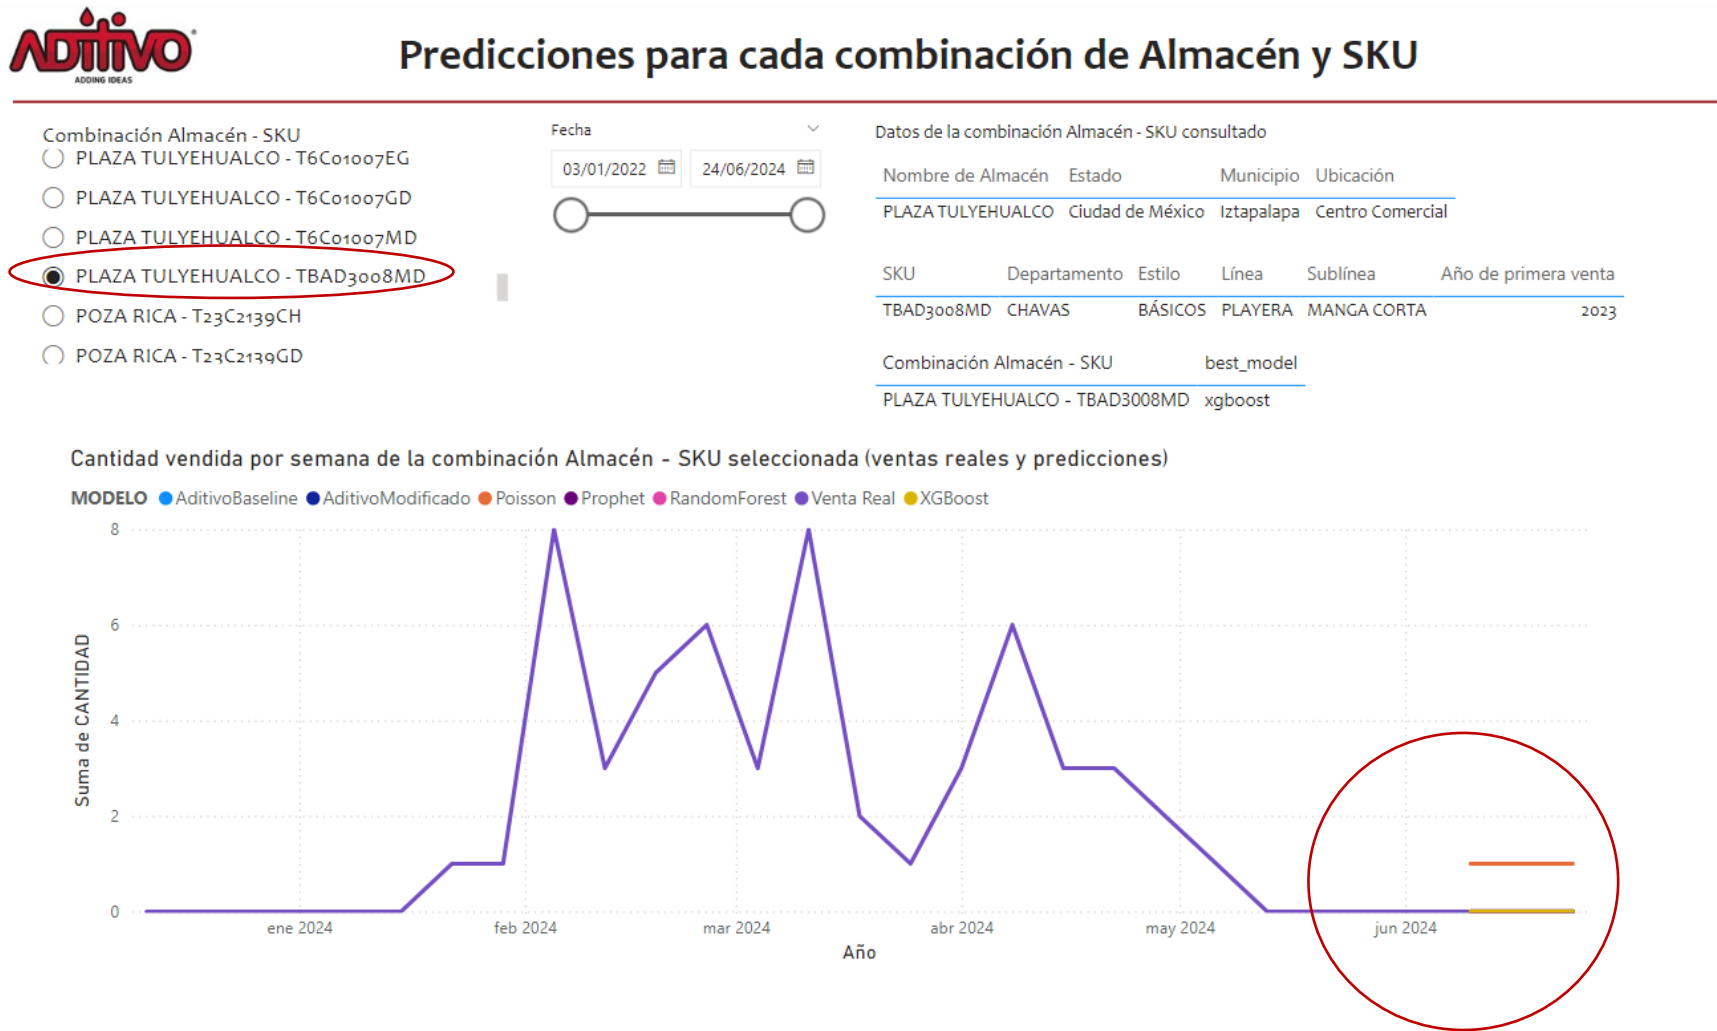 ADITIVO
ADDING IDEAS
Predicciones para cada combinación de Almacén y SKU
Combinación Almacén - SKU
PLAZA TULYEHUALCO - T6C01007EG
PLAZA TULYEHUALCO - T6C01007GD
PLAZA TULYEHUALCO - T6C01007MD
PLAZA TULYEHUALCO - TBAD3008MD
POZA RICA - T23C2139CH
POZA RICA - T23C2139GD
Fecha
03/01/2022 24/06/2024
Datos de la combinación Almacén - SKU consultado
Nombre de Almacén Estado Municipio Ubicación
PLAZA TULYEHUALCO Ciudad de México Iztapalapa Centro Comercial
SKU Departamento Estilo Línea Sublínea Año de primera venta
TBAD3008MD CHAVAS BÁSICOS PLAYERA MANGA CORTA 2023
Combinación Almacén - SKU best_model
PLAZA TULYEHUALCO - TBAD3008MD xgboost
Cantidad vendida por semana de la combinación Almacén - SKU seleccionada (ventas reales y predicciones)
MODELO AditivoBaseline AditivoModificado Poisson Prophet RandomForest Venta Real XGBoost
Suma de CANTIDAD
8
6
4
2
0
ene 2024 feb 2024 mar 2024 abr 2024 may 2024 jun 2024
Año